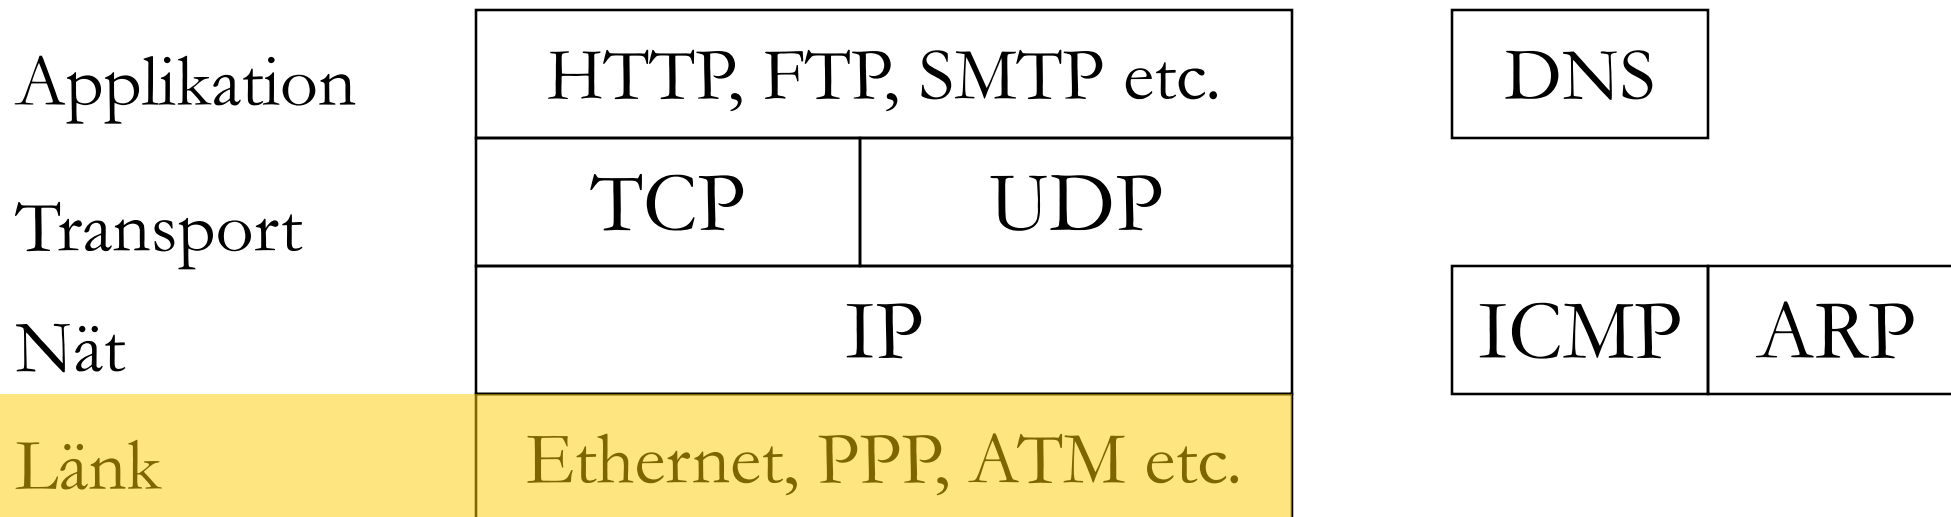 Applikation HTTP, FTP, SMTP etc. DNS
Transport TCP UDP
Nät IP ICMP ARP
Länk Ethernet, PPP, ATM etc.